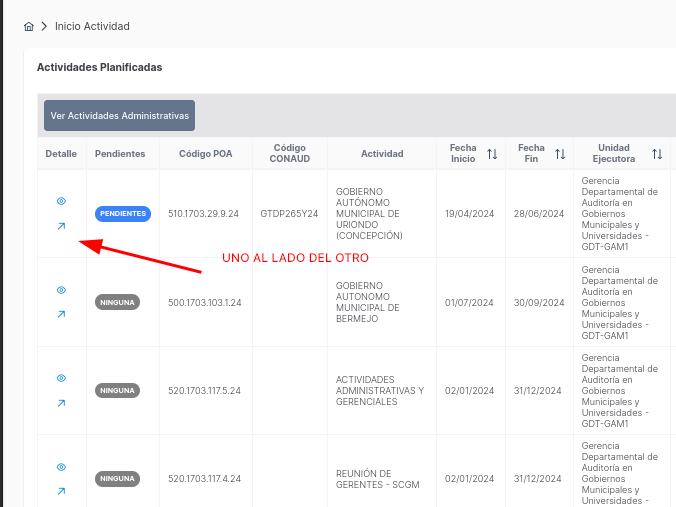 Inicio Actividad
Actividades Planificadas
Ver Actividades Administrativas
Detalle
Pendientes
Código POA
Código
CONAUD
Actividad
Fecha
Inicio
Fecha
Fin
Unidad
Ejecutora
PENDIENTES
510.1703.29.9.24
GTDP265Y24
GOBIERNO
AUTÓNOMO
MUNICIPAL DE
URIONDO
(CONCEPCIÓN)
19/04/2024
28/06/2024
Gerencia
Departamental de
Auditoría en
Gobiernos
Municipales y
Universidades -
GDT-GAM1
UNO AL LADO DEL OTRO
NINGUNA
500.1703.103.1.24
GOBIERNO
AUTONOMO
MUNICIPAL DE
BERMEJO
01/07/2024
30/09/2024
Gerencia
Departamental de
Auditoría en
Gobiernos
Municipales y
Universidades -
GDT-GAM1
NINGUNA
520.1703.117.5.24
ACTIVIDADES
ADMINISTRATIVAS Y
GERENCIALES
02/01/2024
31/12/2024
Gerencia
Departamental de
Auditoría en
Gobiernos
Municipales y
Universidades -
GDT-GAM1
NINGUNA
520.1703.117.4.24
REUNIÓN DE
GERENTES - SCGM
02/01/2024
31/12/2024
Gerencia
Departamental de
Auditoría en
Gobiernos
Municipales y
Universidades -